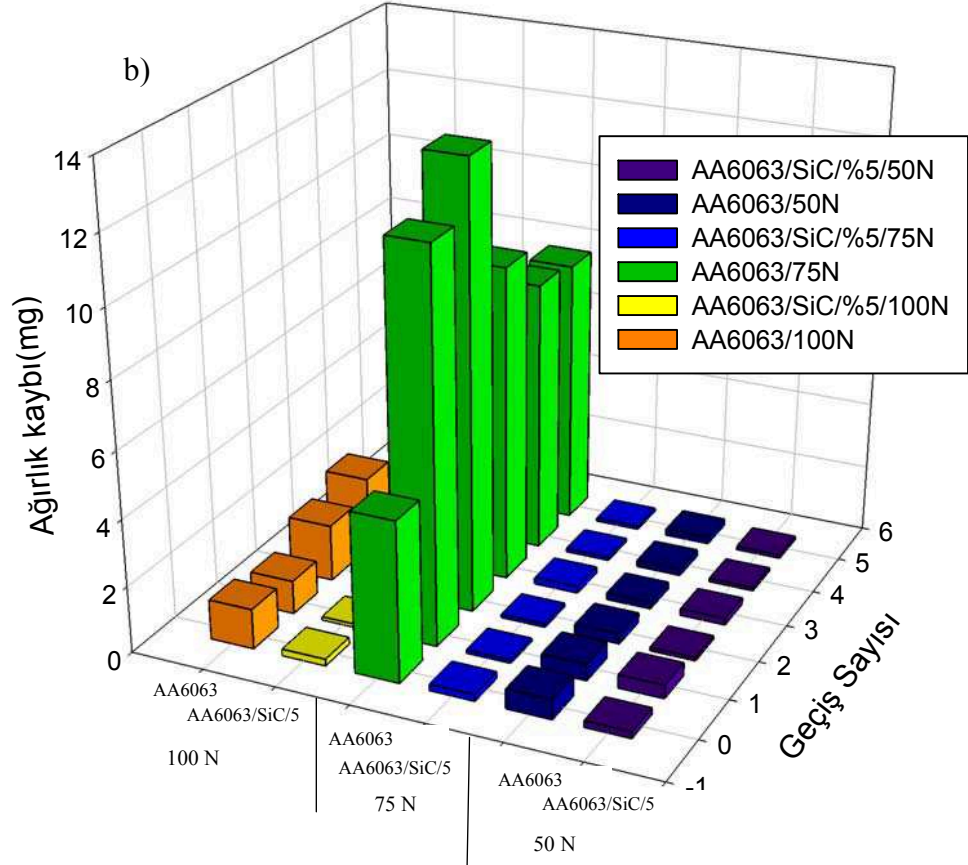 b)
Ağırlık kaybı(mg)
14
12
10
8
6
4
2
0
AA6063/SiC/%5/50N
AA6063/50N
AA6063/SiC/%5/75N
AA6063/75N
AA6063/SiC/%5/100N
AA6063/100N
6
5
4
3
2
1
0
-1
Geçiş Sayısı
AA6063
AA6063/SiC/5
100 N
AA6063
AA6063/SiC/5
75 N
AA6063
AA6063/SiC/5
50 N